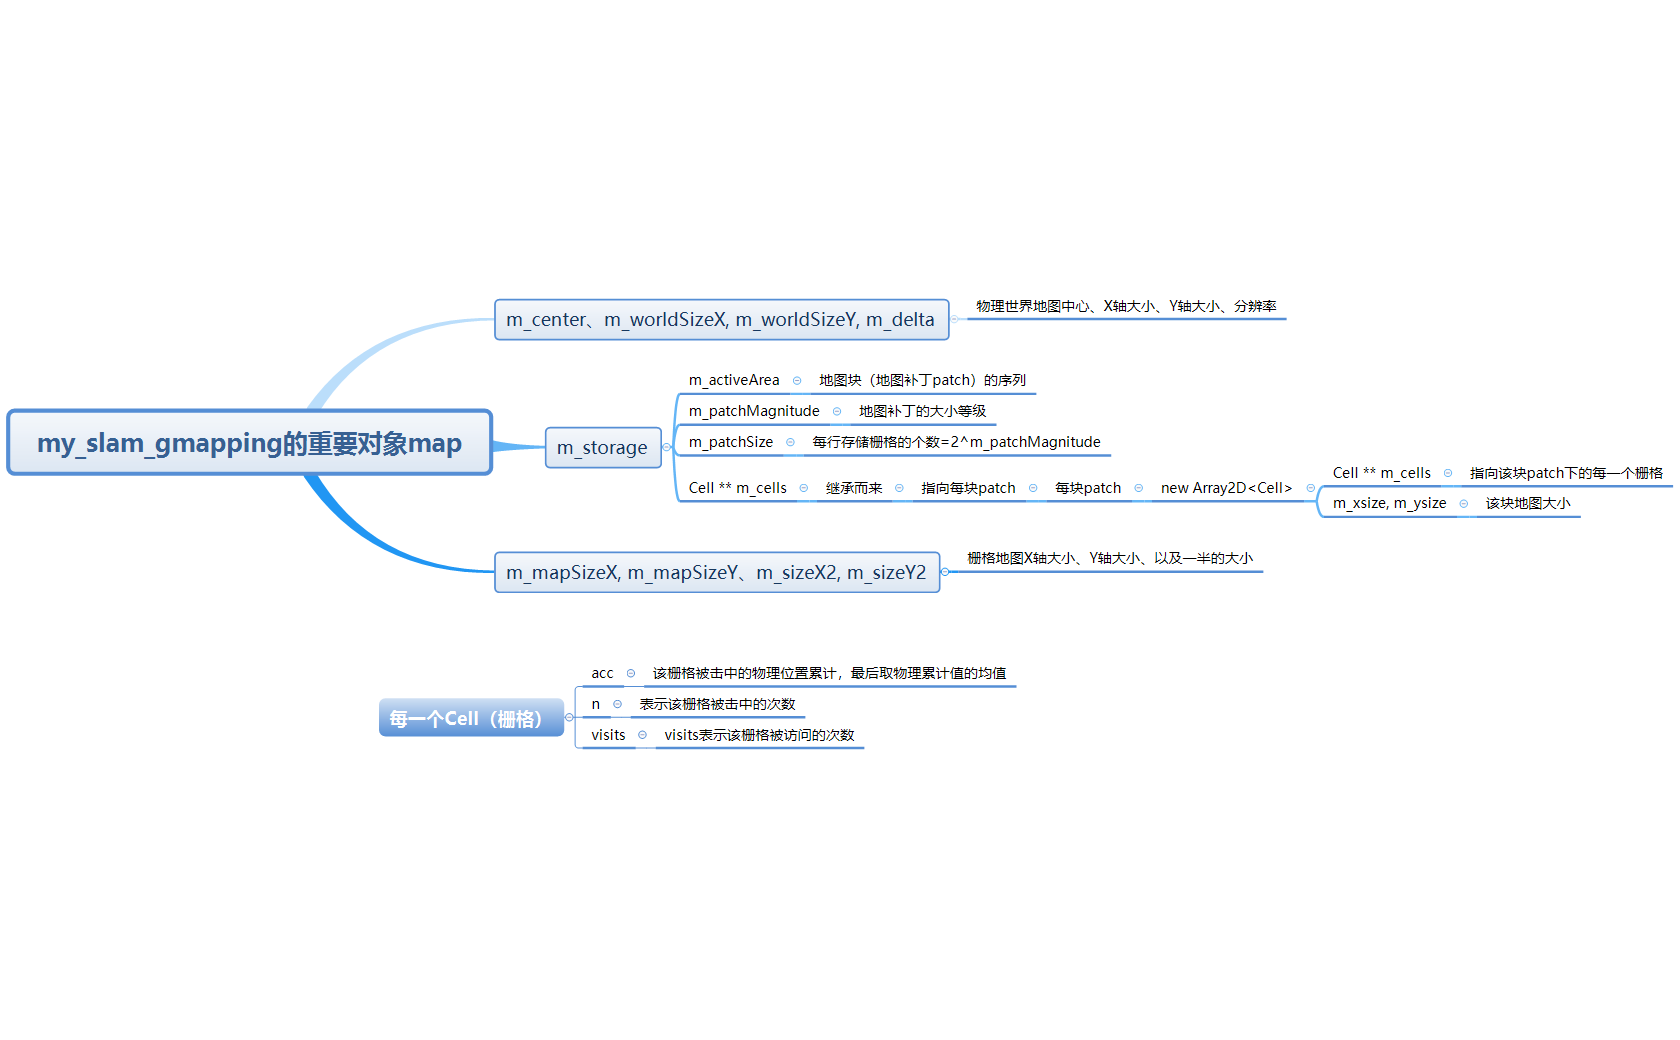 my_slam_gmapping的重要对象map
m_center、m_worldSizeX, m_worldSizeY, m_delta
物理世界地图中心、X轴大小、Y轴大小、分辨率
m_storage
m_activeArea 地图块（地图补丁patch）的序列
m_patchMagnitude 地图补丁的大小等级
m_patchSize 每行存储栅格的个数=2^m_patchMagnitude
Cell ** m_cells 继承而来 指向每块patch 每块patch new Array2D<Cell>
Cell ** m_cells 指向该块patch下的每一个栅格
m_xsize, m_ysize 该块地图大小
m_mapSizeX, m_mapSizeY、m_sizeX2, m_sizeY2
栅格地图X轴大小、Y轴大小、以及一半的大小
每一个Cell（栅格）
acc 该栅格被击中的物理位置累计，最后取物理累计值的均值
n 表示该栅格被击中的次数
visits visits表示该栅格被访问的次数